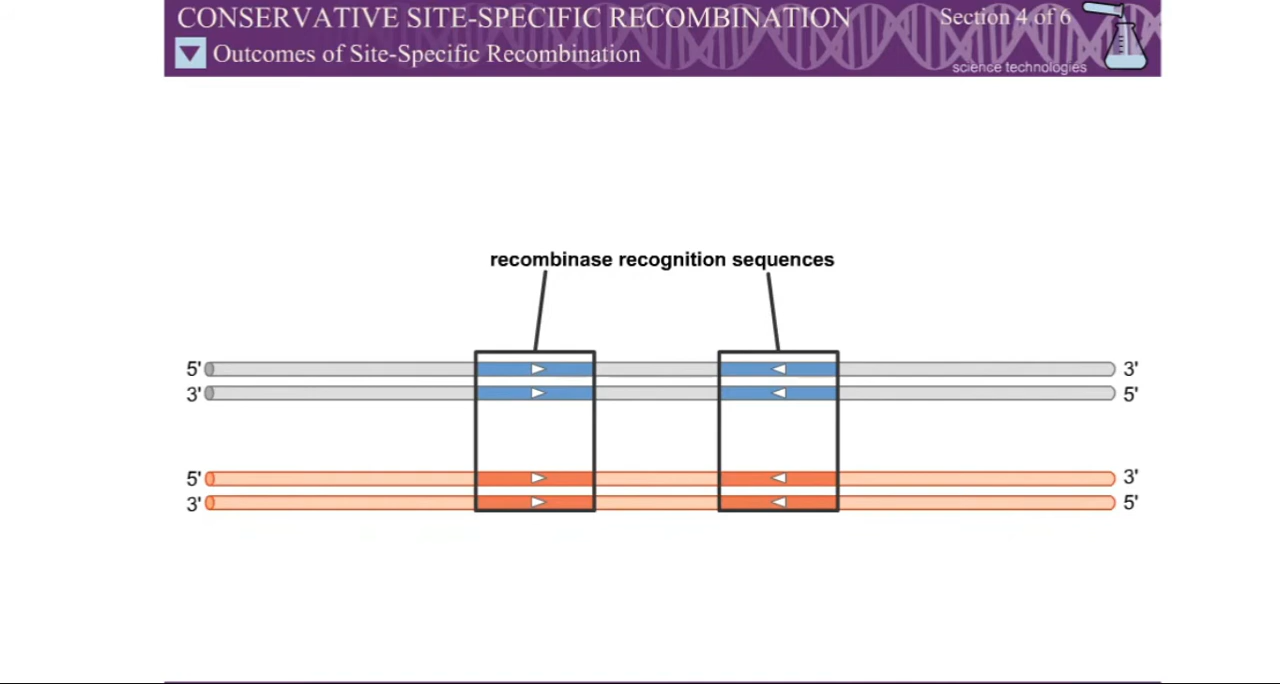 CONSERVATIVE SITE-SPECIFIC RECOMBINATION
Section 4 of 6
Outcomes of Site-Specific Recombination
science technologies
recombinase recognition sequences
5' 3'
3' 5'
5' 3'
3' 5'